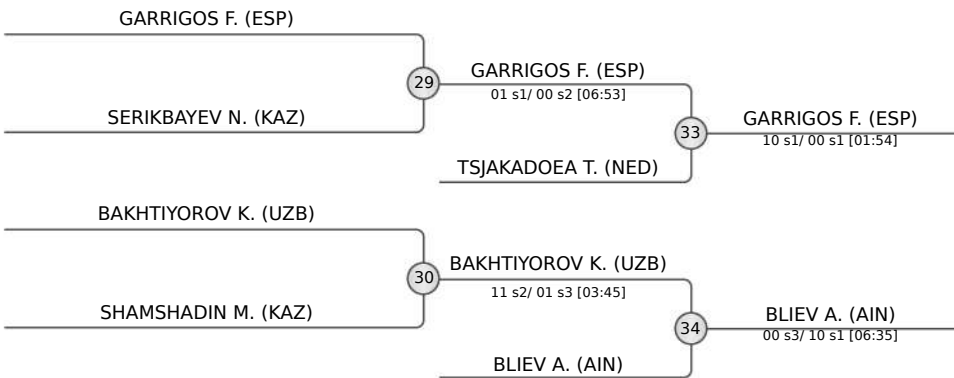 GARRIGOS F. (ESP)
29
GARRIGOS F. (ESP)
01 s1/ 00 s2 [06:53]
SERIKBAYEV N. (KAZ)
33
GARRIGOS F. (ESP)
10 s1/ 00 s1 [01:54]
TSJAKADOEA T. (NED)
BAKHTIYOROV K. (UZB)
30
BAKHTIYOROV K. (UZB)
11 s2/ 01 s3 [03:45]
SHAMSHADIN M. (KAZ)
34
BLIEV A. (AIN)
00 s3/ 10 s1 [06:35]
BLIEV A. (AIN)